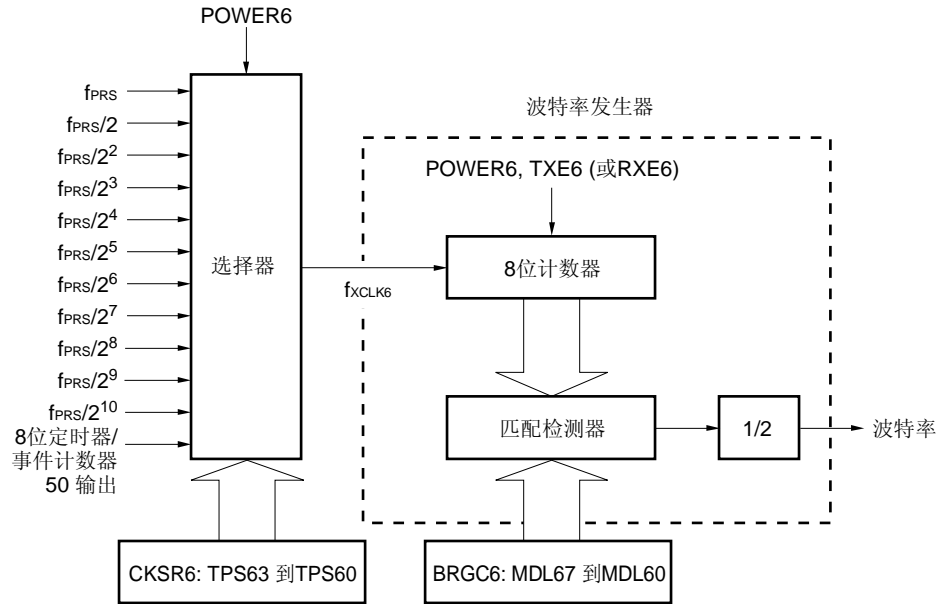 POWER6
fPRS
fPRS/2
fPRS/2²
fPRS/2³
fPRS/2⁴
fPRS/2⁵
fPRS/2⁶
fPRS/2⁷
fPRS/2⁸
fPRS/2⁹
fPRS/2¹⁰
8位定时器/
事件计数器
50 输出
选择器
fXCLK6
波特率发生器
POWER6, TXE6 (或RXE6)
8位计数器
匹配检测器
1/2
波特率
CKSR6: TPS63 到TPS60
BRGC6: MDL67 到MDL60